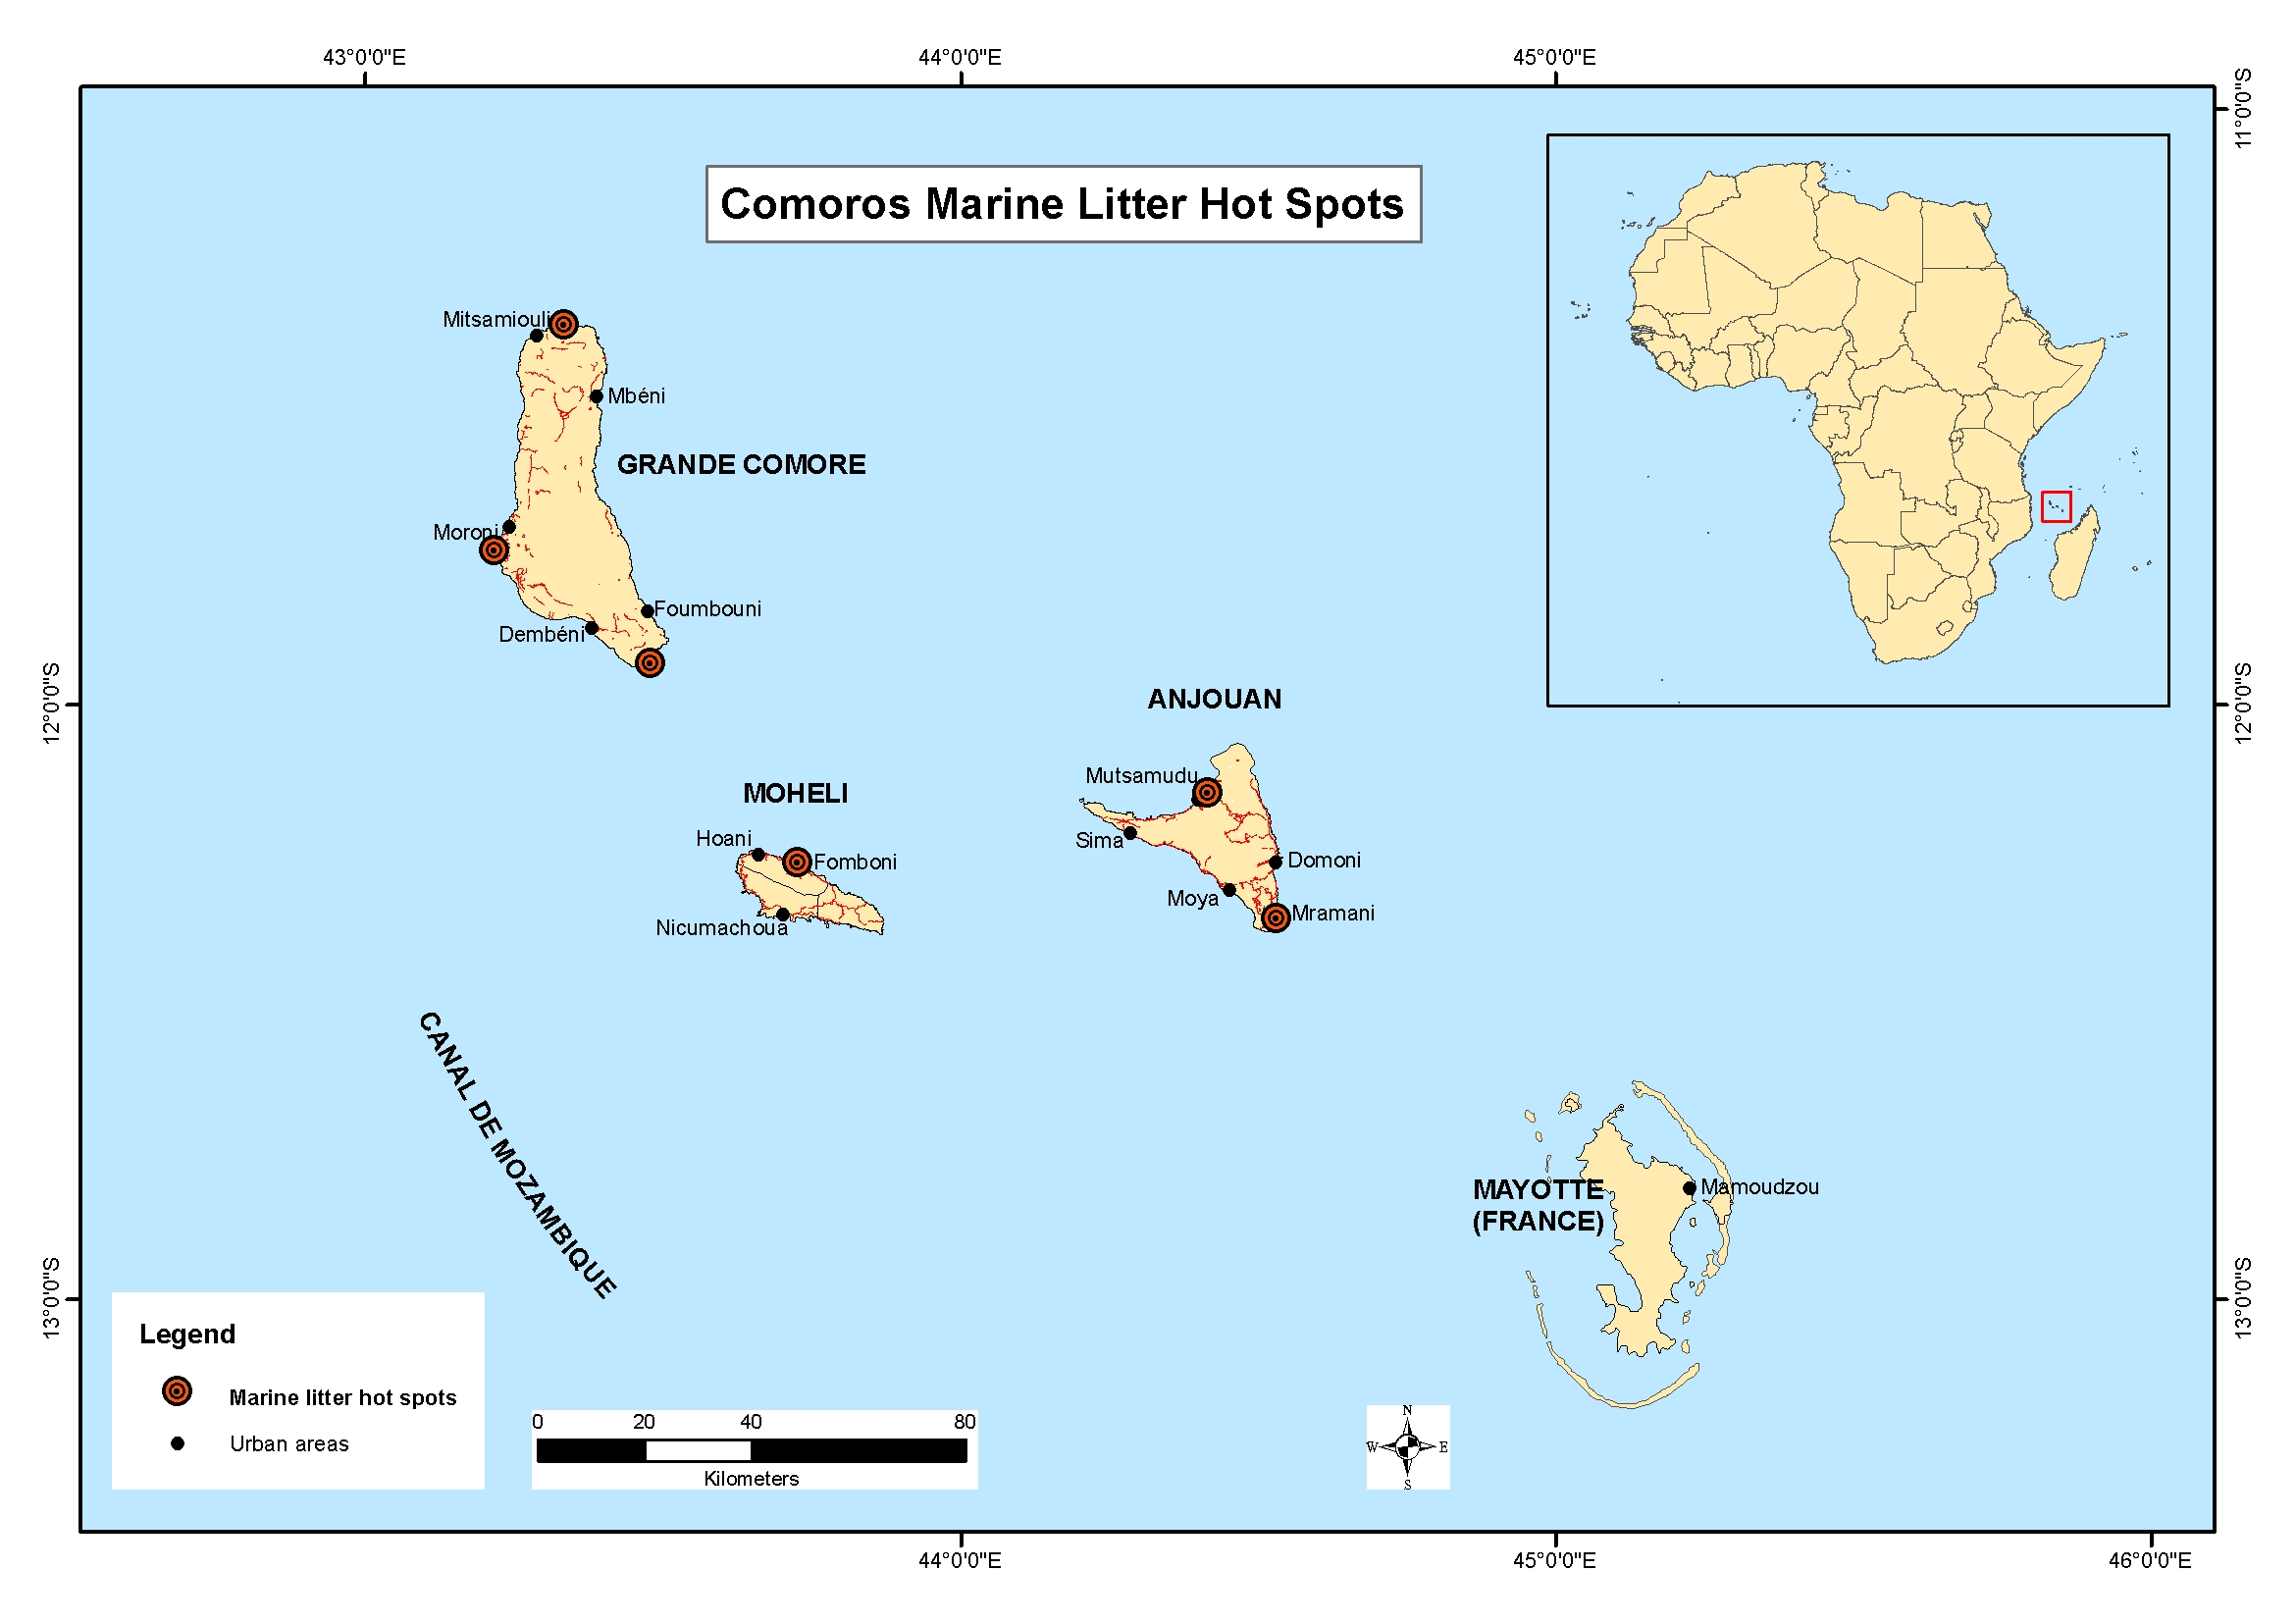 43°0'0"E
44°0'0"E
45°0'0"E
11°0'0"S
Comoros Marine Litter Hot Spots
Mitsamiouli
Mbéni
GRANDE COMORE
Moroni
Foumbouni
Dembéni
12°0'0"S
12°0'0"S
ANJOUAN
Mutsamudu
MOHELI
Hoani
Sima
Fomboni
Domoni
Moya
Mramani
Nicumachoua
CANAL DE MOZAMBIQUE
MAYOTTE
(FRANCE)
Mamoudzou
13°0'0"S
13°0'0"S
Legend
Marine litter hot spots
Urban areas
0 20 40 80
Kilometers
N
W E
S
44°0'0"E
45°0'0"E
46°0'0"E